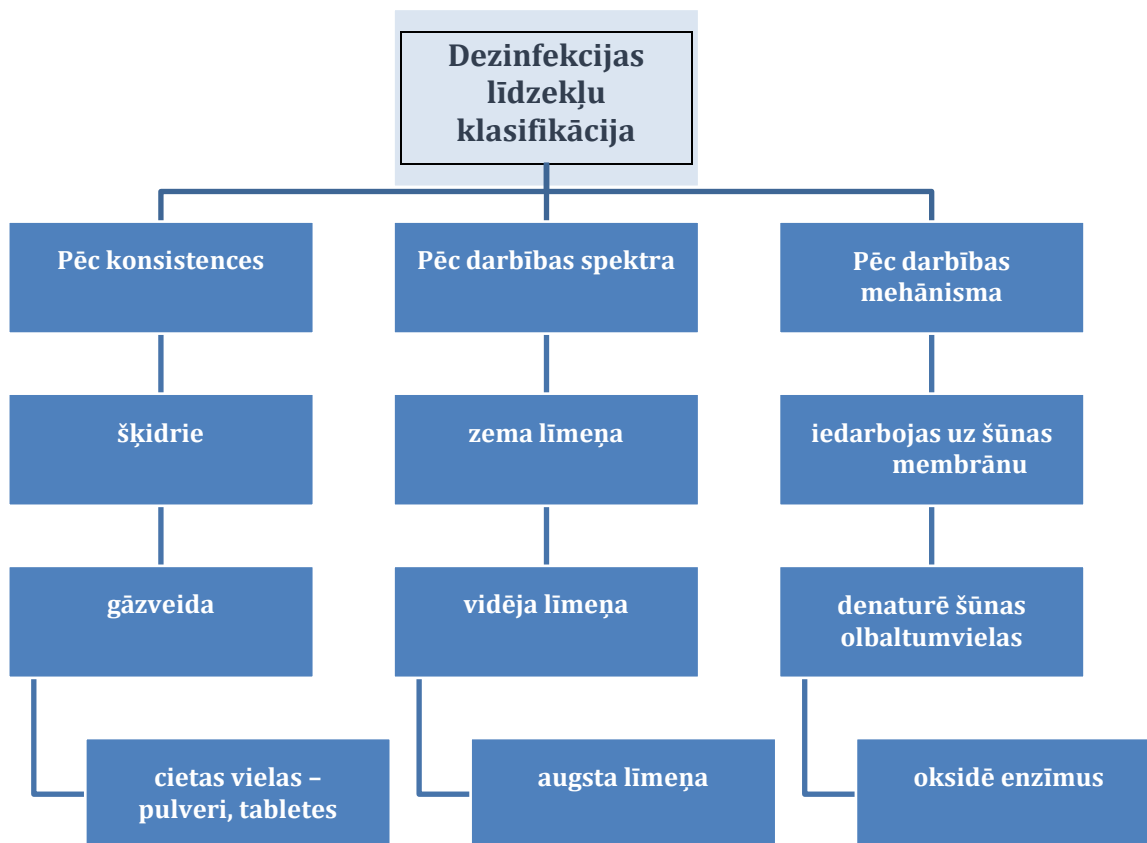 Dezinfekcijas
līdzekļu
klasifikācija
Pēc konsistences
Pēc darbības spektra
Pēc darbības
mehānisma
šķidrie
zema līmeņa
iedarbojas uz šūnas
membrānu
gāzveida
vidēja līmeņa
denaturē šūnas
olbaltumvielas
cietas vielas –
pulveri, tabletes
augsta līmeņa
oksidē enzīmus